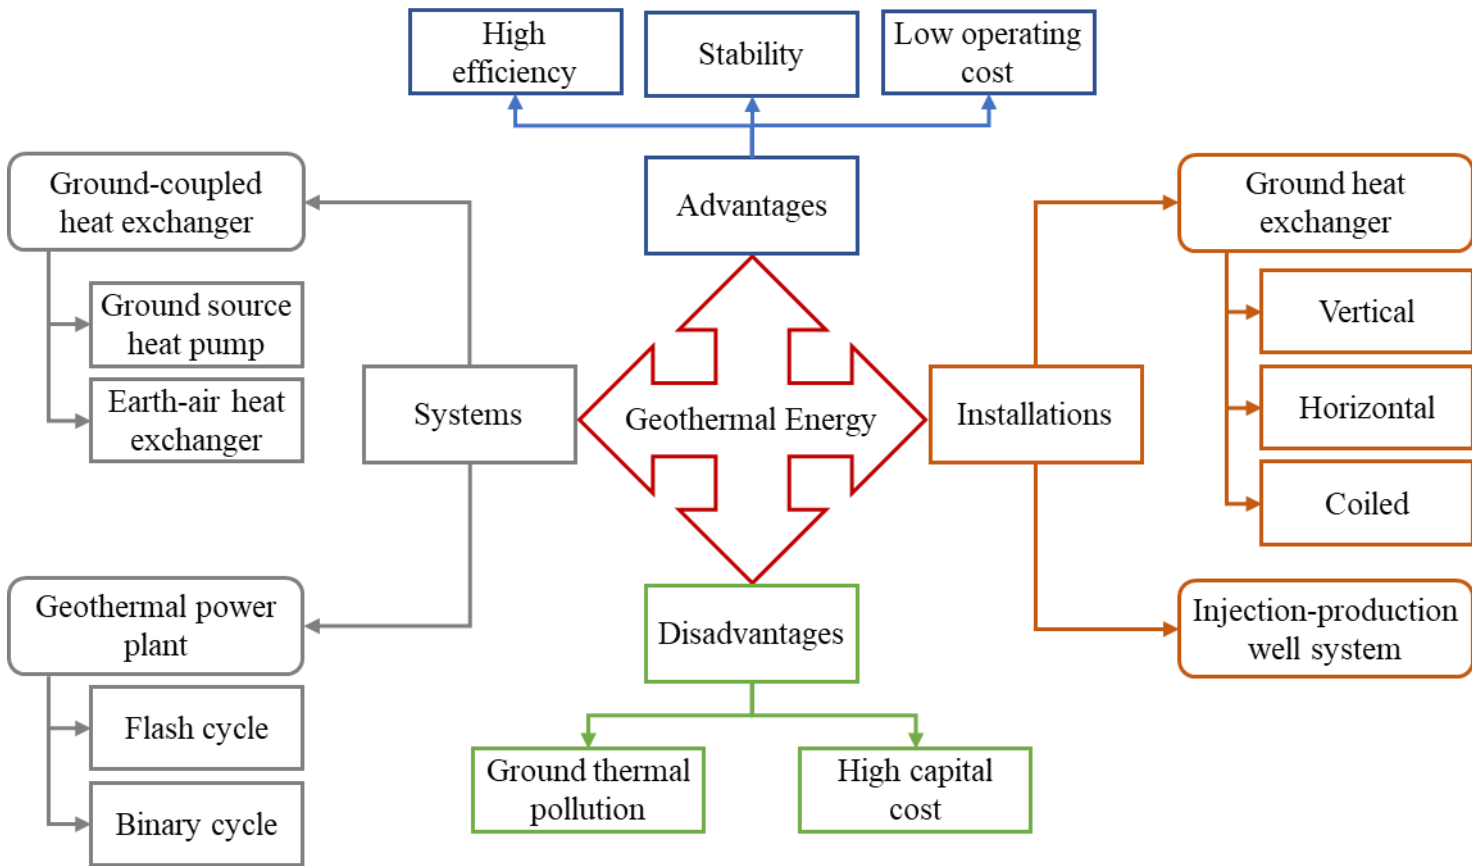 High
efficiency
Stability
Low operating
cost
Advantages
Ground-coupled
heat exchanger
Ground source
heat pump
Earth-air heat
exchanger
Systems
Geothermal Energy
Installations
Ground heat
exchanger
Vertical
Horizontal
Coiled
Injection-production
well system
Geothermal power
plant
Flash cycle
Binary cycle
Disadvantages
Ground thermal
pollution
High capital
cost